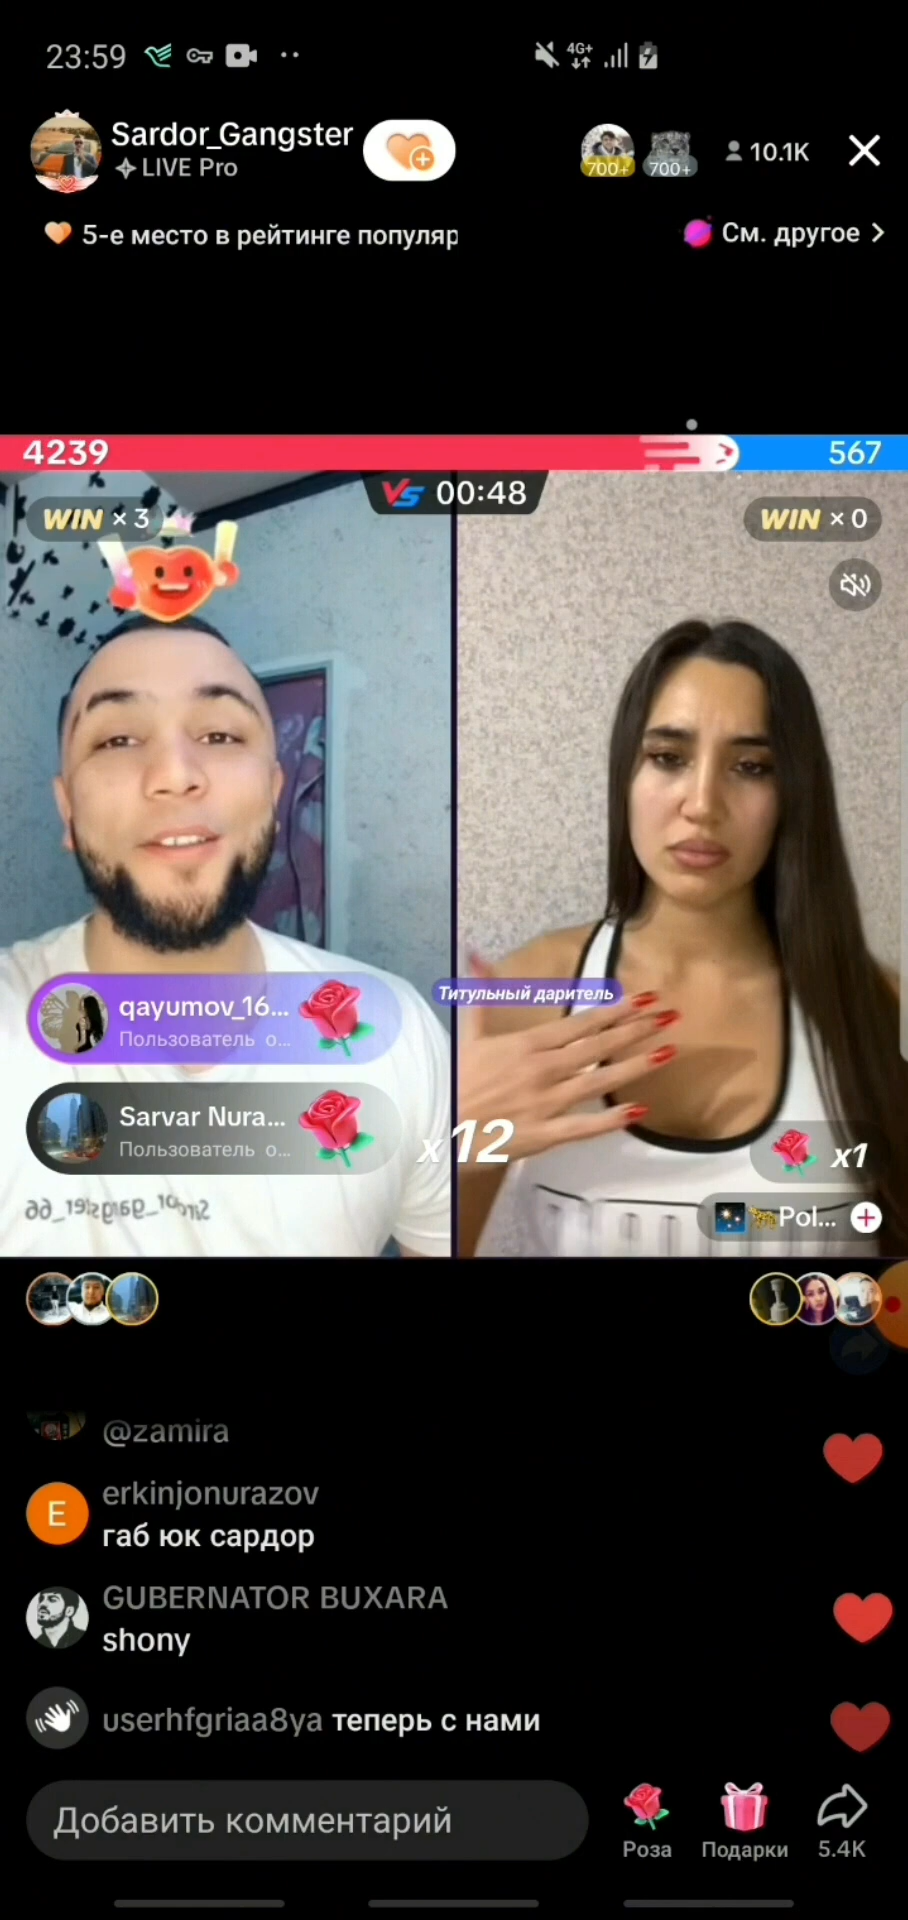 23:59
4G+
Sardor_Gangster
LIVE Pro
700+
700+
10.1K
5-е место в рейтинге популяр
См. другое >
4239
567
VS 00:48
WIN × 3
WIN × 0
Титульный даритель
qayumov_16...
Пользователь о...
Sarvar Nura...
Пользователь о...
x12
x1
Pol...
@zamira
E
erkinjonurazov
габ юк сардор
GUBERNATOR BUXARA
shony
userhfgriaa8ya теперь с нами
Добавить комментарий
Роза
Подарки
5.4K